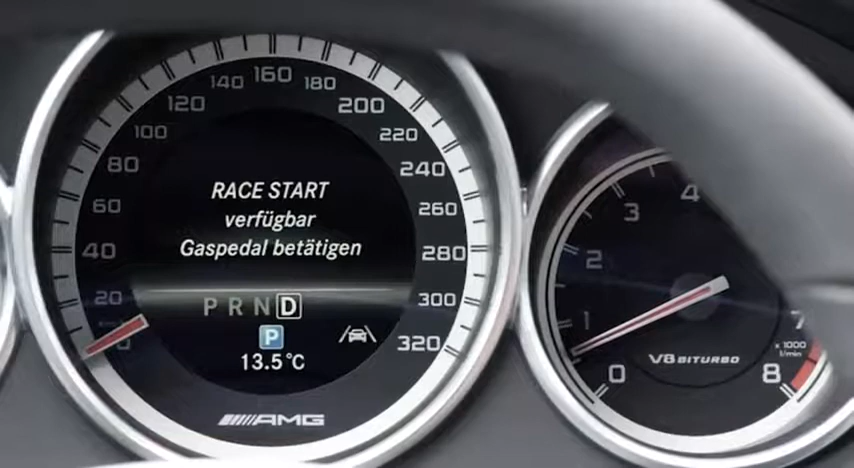 0
20
40
60
80
100
120
140
160
180
200
220
240
260
280
300
320
RACE START
verfügbar
Gaspedal betätigen
P R N D
P
13.5°C
AMG
0
1
2
3
4
7
8
x 1000
l/min
V8 BITURBO